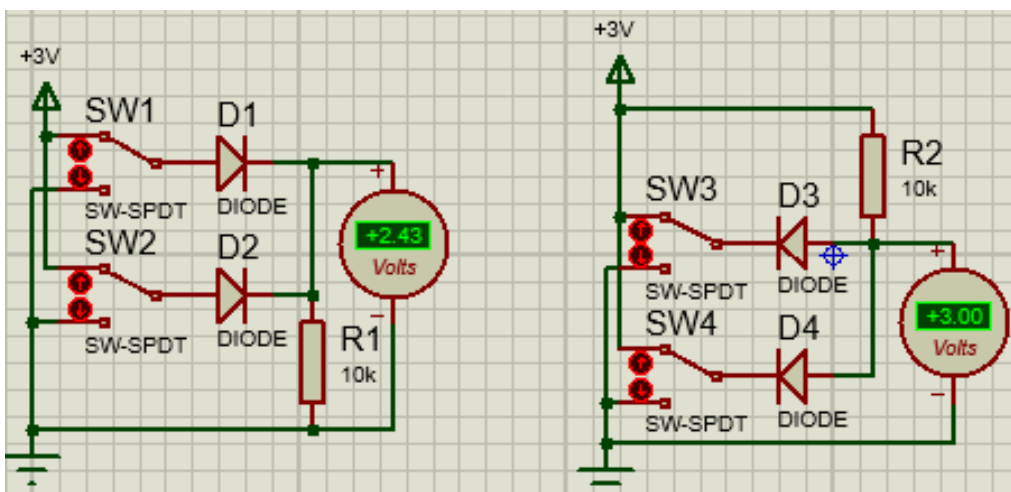 +3V
SW1
D1
SW-SPDT
DIODE
SW2
D2
SW-SPDT
DIODE
R1
10k
+
+2.43
Volts
−
+3V
R2
10k
SW3
D3
SW-SPDT
DIODE
SW4
D4
SW-SPDT
DIODE
+
+3.00
Volts
−